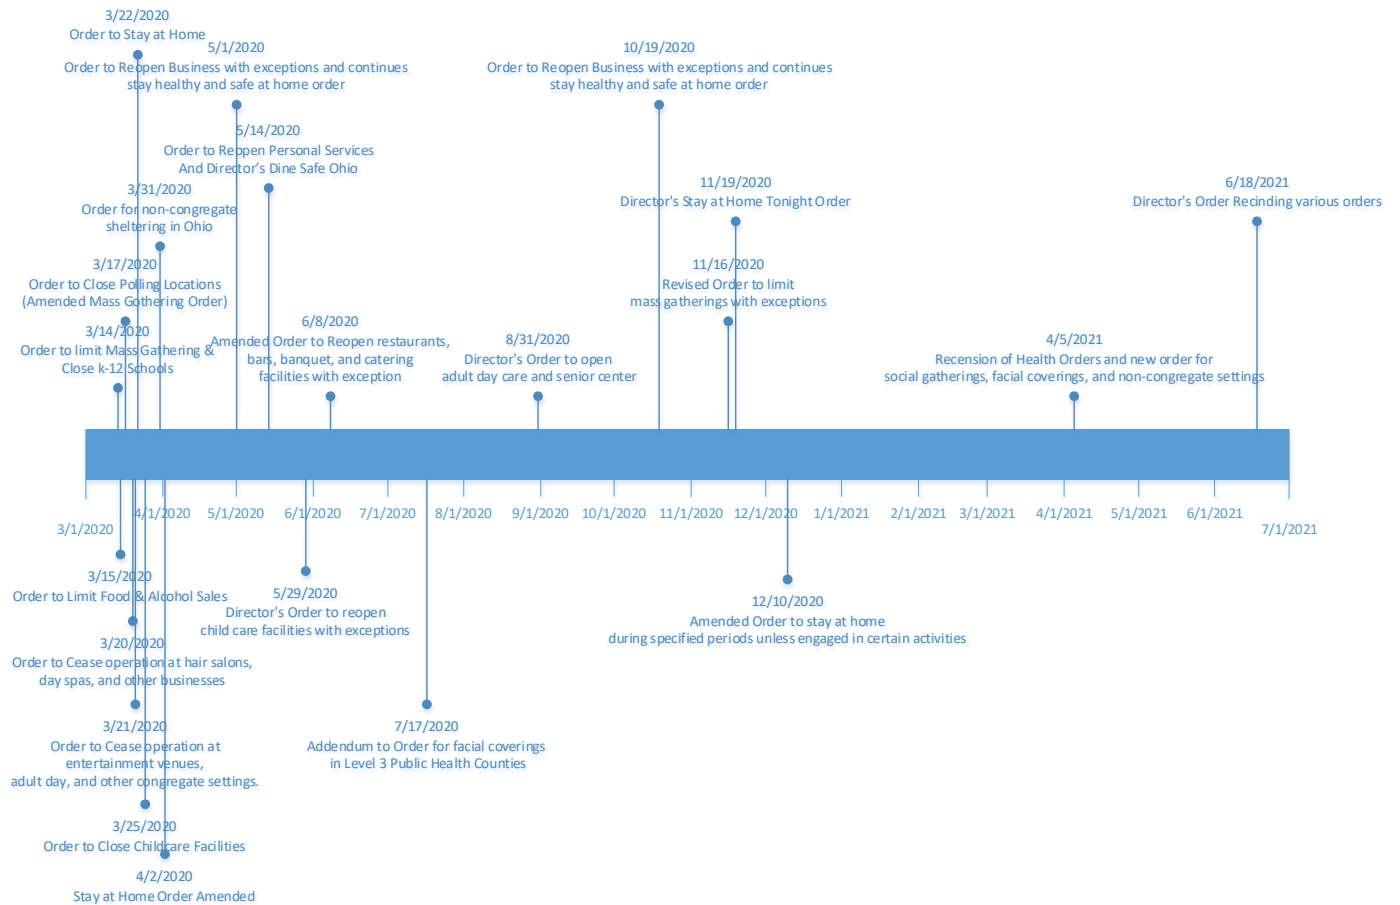 3/22/2020
Order to Stay at Home
5/1/2020
Order to Reopen Business with exceptions and continues
stay healthy and safe at home order
10/19/2020
Order to Reopen Business with exceptions and continues
stay healthy and safe at home order
5/14/2020
Order to Reopen Personal Services
And Director's Dine Safe Ohio
3/31/2020
Order for non-congregate
sheltering in Ohio
11/19/2020
Director's Stay at Home Tonight Order
6/18/2021
Director's Order Recinding various orders
3/17/2020
Order to Close Polling Locations
(Amended Mass Gothering Order)
11/16/2020
Revised Order to limit
mass gatherings with exceptions
3/14/2020
Order to limit Mass Gathering &
Close k-12 Schools
6/8/2020
Amended Order to Reopen restaurants,
bars, banquet, and catering
facilities with exception
8/31/2020
Director's Order to open
adult day care and senior center
4/5/2021
Recension of Health Orders and new order for
social gatherings, facial coverings, and non-congregate settings
3/1/2020
4/1/2020
5/1/2020
6/1/2020
7/1/2020
8/1/2020
9/1/2020
10/1/2020
11/1/2020
12/1/2020
1/1/2021
2/1/2021
3/1/2021
4/1/2021
5/1/2021
6/1/2021
7/1/2021
3/15/2020
Order to Limit Food & Alcohol Sales
5/29/2020
Director's Order to reopen
child care facilities with exceptions
12/10/2020
Amended Order to stay at home
during specified periods unless engaged in certain activities
3/20/2020
Order to Cease operation at hair salons,
day spas, and other businesses
3/21/2020
Order to Cease operation at
entertainment venues,
adult day, and other congregate settings.
7/17/2020
Addendum to Order for facial coverings
in Level 3 Public Health Counties
3/25/2020
Order to Close Childcare Facilities
4/2/2020
Stay at Home Order Amended